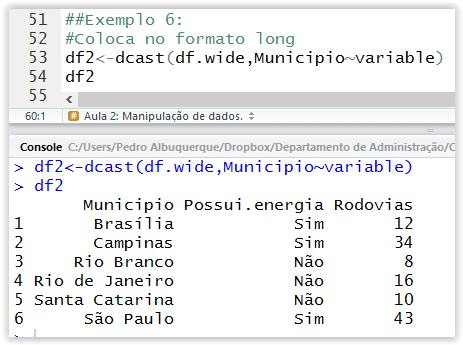 51 ##Exemplo 6:
52 #Coloca no formato long
53 df2<-dcast(df.wide,Municipio~variable)
54 df2
55
60:1 # Aula 2: Manipulação de dados.
Console C:/Users/Pedro Albuquerque/Dropbox/Departamento de Administração/C
> df2<-dcast(df.wide,Municipio~variable)
> df2
Municipio Possui.energia Rodovias
1 Brasília Sim 12
2 Campinas Sim 34
3 Rio Branco Não 8
4 Rio de Janeiro Não 16
5 Santa Catarina Não 10
6 São Paulo Sim 43
>